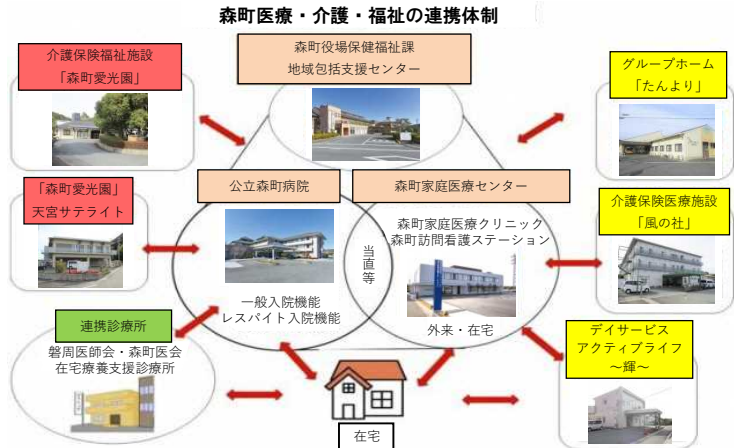 森町医療・介護・福祉の連携体制
介護保険福祉施設
「森町愛光園」
森町役場保健福祉課
地域包括支援センター
グループホーム
「たんより」
「森町愛光園」
天宮サテライト
公立森町病院
森町家庭医療センター
介護保険医療施設
「風の社」
森町家庭医療クリニック
森町訪問看護ステーション
当直等
一般入院機能
レスパイト入院機能
外来・在宅
連携診療所
磐周医師会・森町医会
在宅療養支援診療所
デイサービス
アクティブライフ
～輝～
在宅